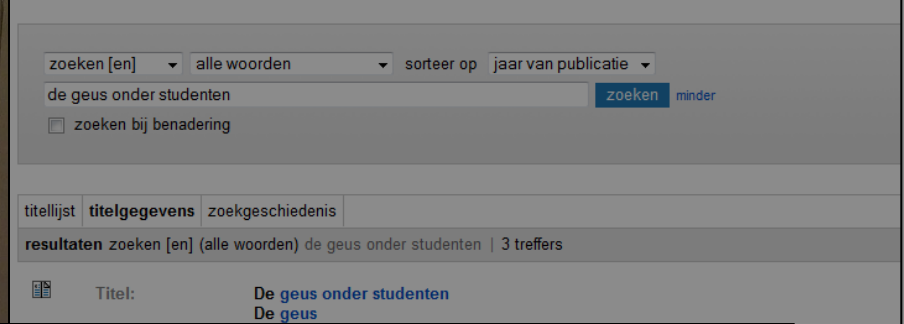 zoeken [en] alle woorden sorteer op jaar van publicatie
de geus onder studenten zoeken minder
zoeken bij benadering
titellijst titelgegevens zoekgeschiedenis
resultaten zoeken [en] (alle woorden) de geus onder studenten | 3 treffers
Titel: De geus onder studenten
De geus